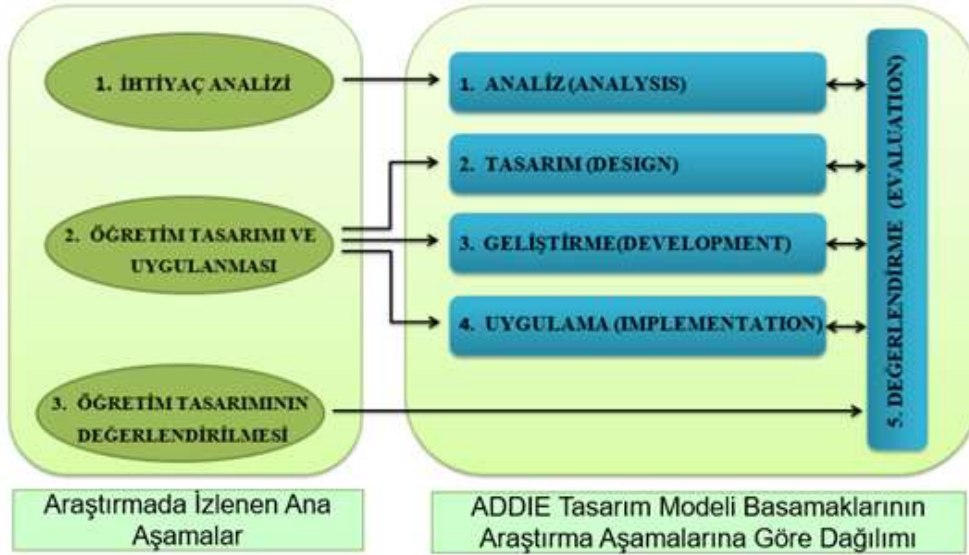 1. İHTİYAÇ ANALİZİ
2. ÖĞRETİM TASARIMI VE
UYGULANMASI
3. ÖĞRETİM TASARIMININ
DEĞERLENDİRİLMESİ
Araştırmada İzlenen Ana
Aşamalar
1. ANALİZ (ANALYSIS)
2. TASARIM (DESIGN)
3. GELİŞTİRME(DEVELOPMENT)
4. UYGULAMA (IMPLEMENTATION)
5. DEĞERLENDİRME (EVALUATION)
ADDIE Tasarım Modeli Basamaklarının
Araştırma Aşamalarına Göre Dağılımı